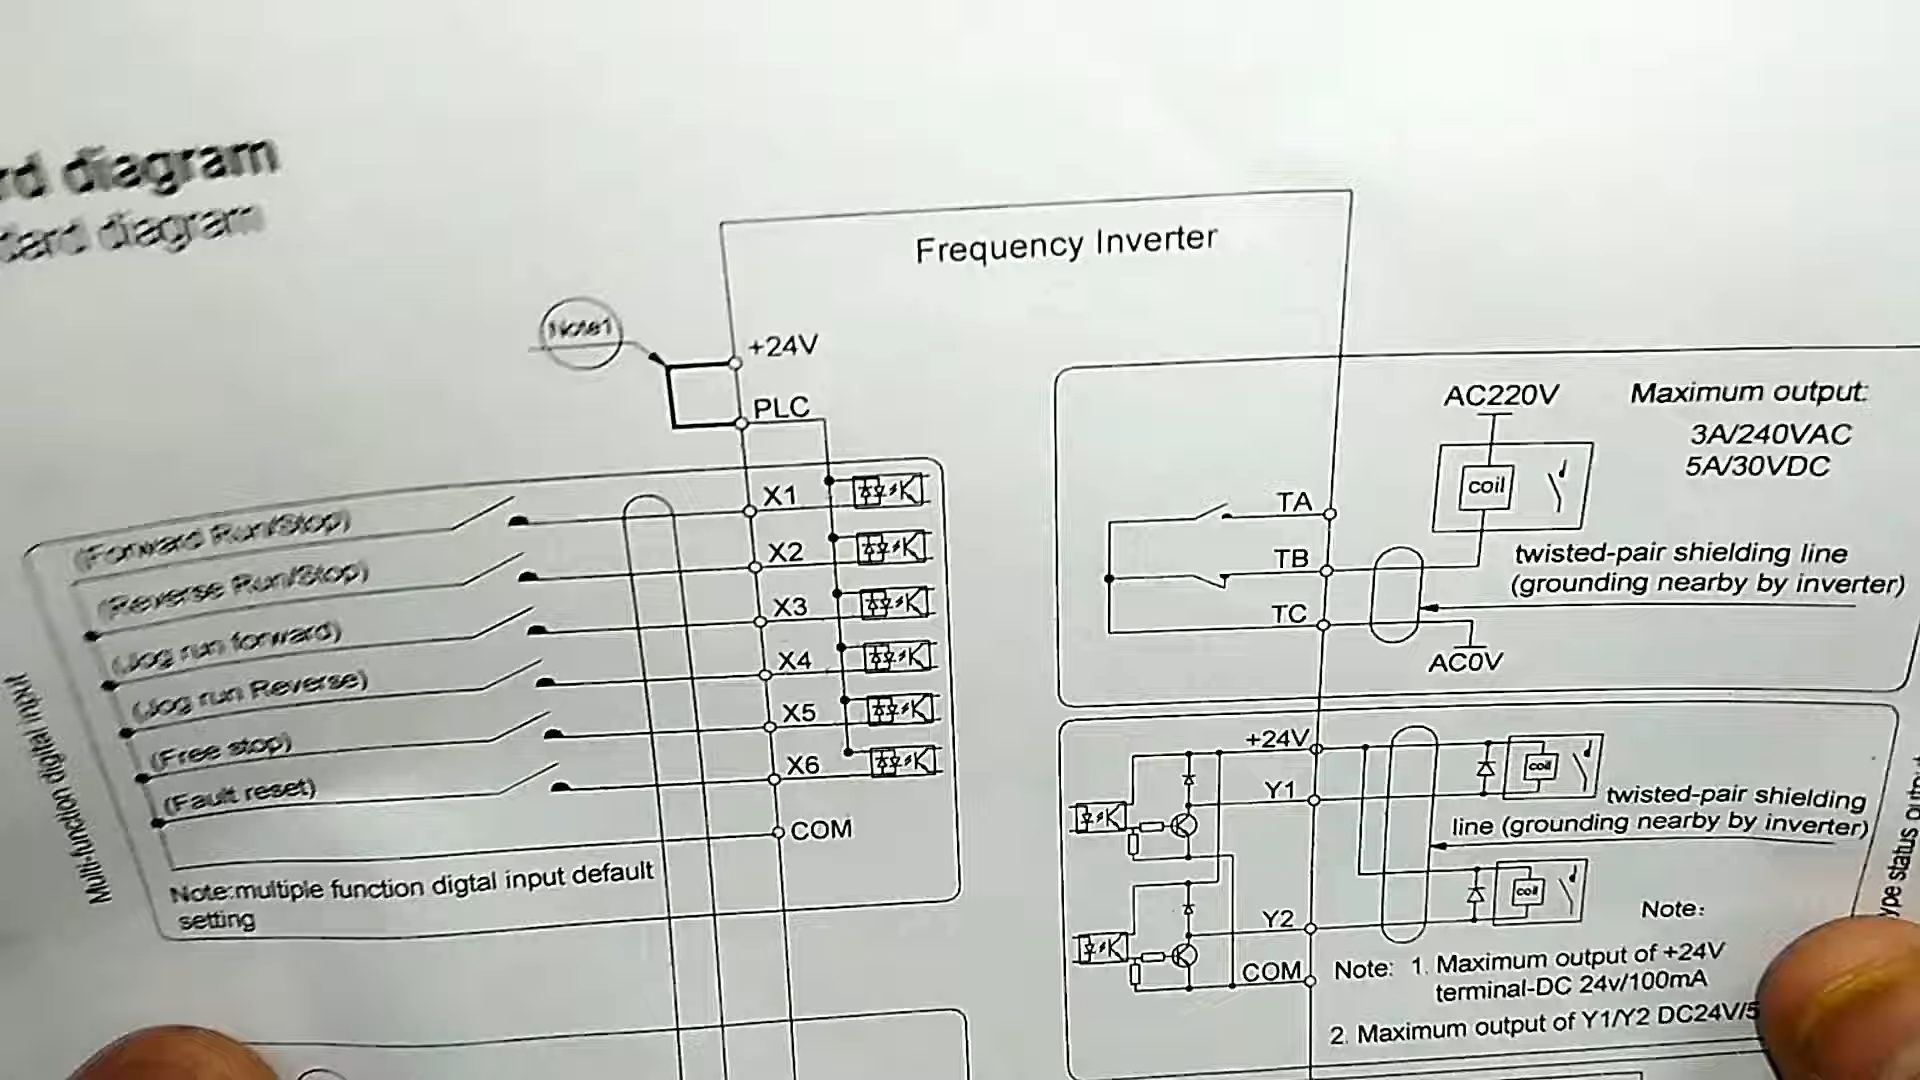 diagram
diagram
Frequency Inverter
Note1
+24V
PLC
Multi-function digital input
(Forward Run/Stop)
X1
(Reverse Run/Stop)
X2
(Jog run forward)
X3
(Jog run Reverse)
X4
(Free stop)
X5
(Fault reset)
X6
COM
Note:multiple function digtal input default
setting
AC220V
Maximum output:
3A/240VAC
5A/30VDC
coil
TA
TB
TC
twisted-pair shielding line
(grounding nearby by inverter)
AC0V
+24V
Y1
coil
twisted-pair shielding
line (grounding nearby by inverter)
coil
Y2
COM
Note:
Note: 1. Maximum output of +24V
terminal-DC 24v/100mA
2. Maximum output of Y1/Y2 DC24V/5
status